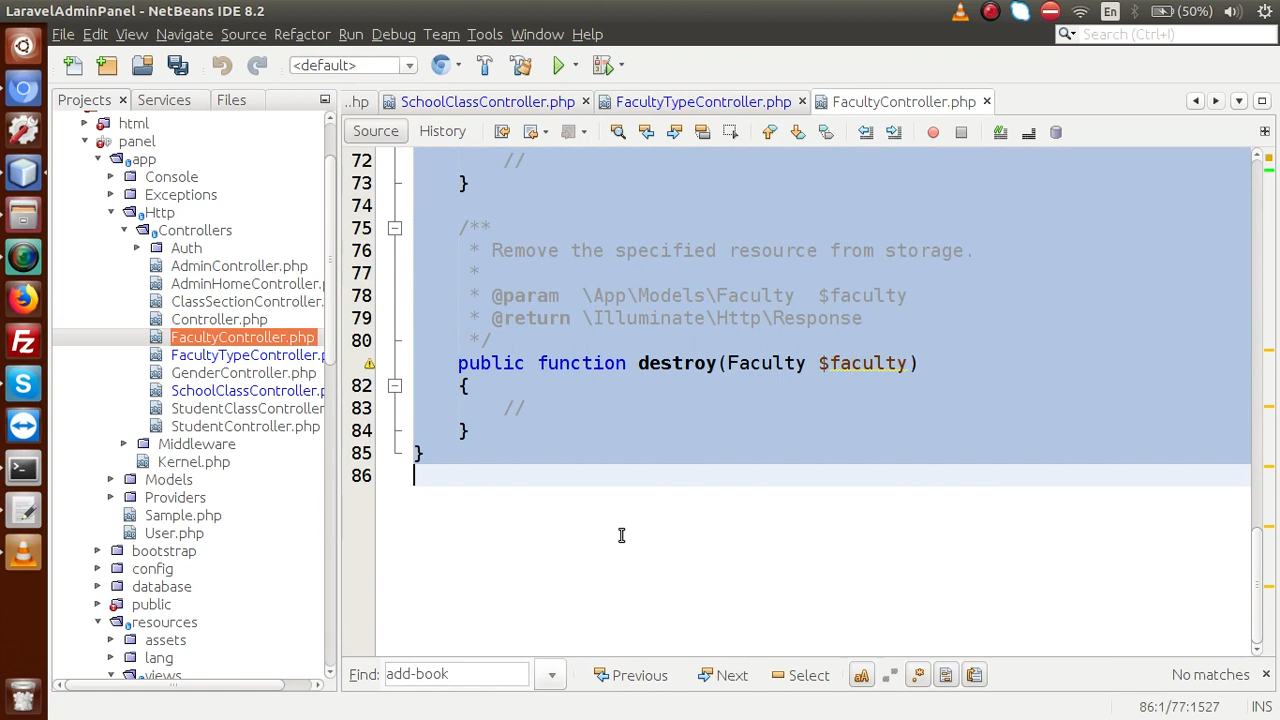 LaravelAdminPanel - NetBeans IDE 8.2
En
(50%)
File Edit View Navigate Source Refactor Run Debug Team Tools Window Help
Search (Ctrl+I)
<default>
Projects
Services
Files
..hp
SchoolClassController.php
FacultyTypeController.php
FacultyController.php
Source
History
html
panel
app
Console
Exceptions
Http
Controllers
Auth
AdminController.php
AdminHomeController.
ClassSectionController.
Controller.php
FacultyController.php
FacultyTypeController.p
GenderController.php
SchoolClassController.p
StudentClassController
StudentController.php
Middleware
Kernel.php
Models
Providers
Sample.php
User.php
bootstrap
config
database
public
resources
assets
lang
views
72 //
73 }
74
75 /**
76 * Remove the specified resource from storage.
77 *
78 * @param \App\Models\Faculty $faculty
79 * @return \Illuminate\Http\Response
80 */
public function destroy(Faculty $faculty)
82 {
83 //
84 }
85 }
86
Find: add-book
Previous
Next
Select
No matches
86:1/77:1527
INS